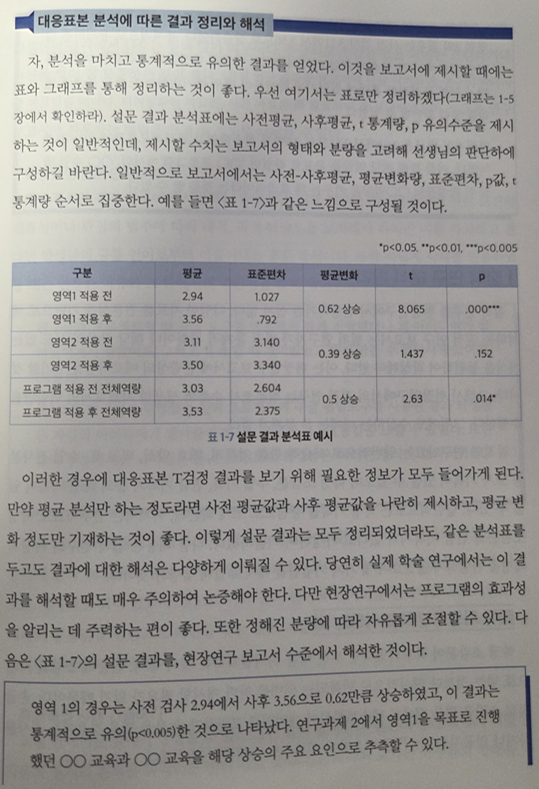 대응표본 분석에 따른 결과 정리와 해석
자, 분석을 마치고 통계적으로 유의한 결과를 얻었다. 이것을 보고서에 제시할 때에는
표와 그래프를 통해 정리하는 것이 좋다. 우선 여기서는 표로만 정리하겠다(그래프는 1-5
장에서 확인하라). 설문 결과 분석표에는 사전평균, 사후평균, t 통계량, p 유의수준을 제시
하는 것이 일반적인데, 제시할 수치는 보고서의 형태와 분량을 고려해 선생님의 판단하에
구성하길 바란다. 일반적으로 보고서에서는 사전-사후평균, 평균변화량, 표준편차, p값, t
통계량 순서로 집중한다. 예를 들면 〈표 1-7〉과 같은 느낌으로 구성될 것이다.
*p<0.05. **p<0.01, ***p<0.005
구분 평균 표준편차 평균변화 t p
영역1 적용 전 2.94 1.027 0.62 상승 8,065 .000***
영역1 적용 후 3.56 .792
영역2 적용 전 3.11 3.140 0.39 상승 1,437 .152
영역2 적용 후 3.50 3.340
프로그램 적용 전 전체역량 3.03 2.604 0.5 상승 2.63 .014*
프로그램 적용 후 전체역량 3.53 2.375
표 1-7 설문 결과 분석표 예시
이러한 경우에 대응표본 T검정 결과를 보기 위해 필요한 정보가 모두 들어가게 된다.
만약 평균 분석만 하는 정도라면 사전 평균값과 사후 평균값을 나란히 제시하고, 평균 변
화 정도만 기재하는 것이 좋다. 이렇게 설문 결과는 모두 정리되었더라도, 같은 분석표를
두고도 결과에 대한 해석은 다양하게 이뤄질 수 있다. 당연히 실제 학술 연구에서는 이 결
과를 해석할 때도 매우 주의하여 논증해야 한다. 다만 현장연구에서는 프로그램의 효과성
을 알리는 데 주력하는 편이 좋다. 또한 정해진 분량에 따라 자유롭게 조절할 수 있다. 다
음은 〈표 1-7〉의 설문 결과를, 현장연구 보고서 수준에서 해석한 것이다.
영역 1의 경우는 사전 검사 2.94에서 사후 3.56으로 0.62만큼 상승하였고, 이 결과는
통계적으로 유의(p<0.005)한 것으로 나타났다. 연구과제 2에서 영역1을 목표로 진행
했던 ○○ 교육과 ○○ 교육을 해당 상승의 주요 요인으로 추측할 수 있다.